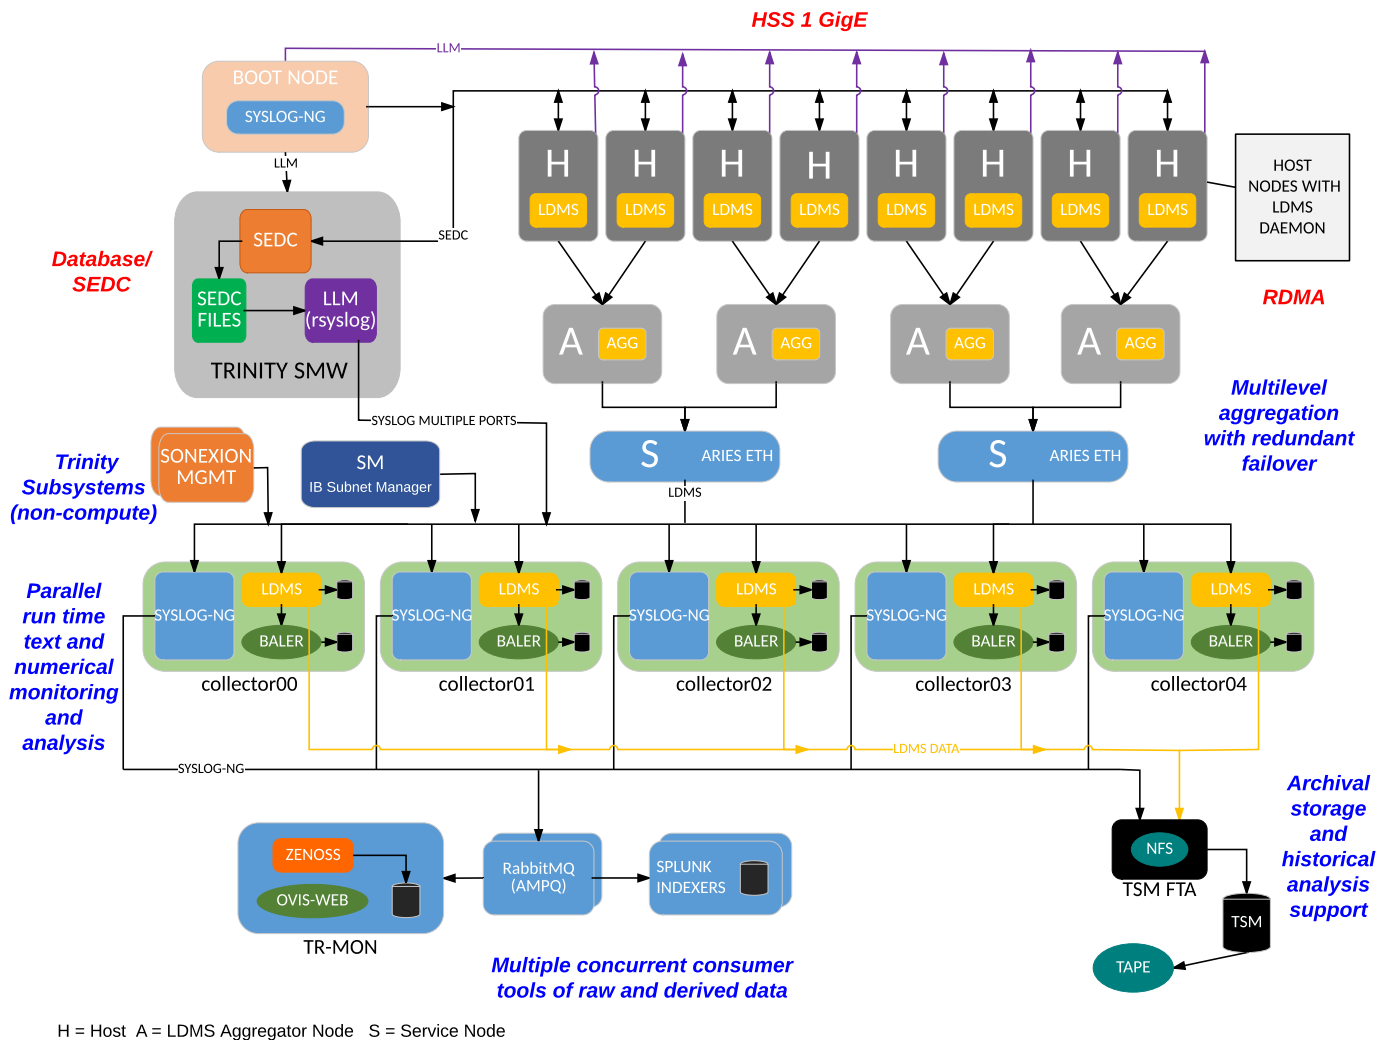 HSS 1 GigE
LLM
BOOT NODE
SYSLOG-NG
LLM
H H H H H H H H
LDMS LDMS LDMS LDMS LDMS LDMS LDMS LDMS
HOST
NODES WITH
LDMS
DAEMON
SEDC
SEDC
Database/
SEDC
SEDC
FILES
LLM
(rsyslog)
TRINITY SMW
RDMA
A AGG A AGG A AGG A AGG
Multilevel
aggregation
with redundant
failover
SYSLOG MULTIPLE PORTS
S ARIES ETH S ARIES ETH
LDMS
Trinity
Subsystems
(non-compute)
SONEXION
MGMT
SM
IB Subnet Manager
Parallel
run time
text and
numerical
monitoring
and
analysis
SYSLOG-NG LDMS BALER
collector00
SYSLOG-NG LDMS BALER
collector01
SYSLOG-NG LDMS BALER
collector02
SYSLOG-NG LDMS BALER
collector03
SYSLOG-NG LDMS BALER
collector04
LDMS DATA
SYSLOG-NG
ZENOSS
OVIS-WEB
TR-MON
RabbitMQ
(AMPQ)
SPLUNK
INDEXERS
NFS
TSM FTA
TSM
TAPE
Archival
storage
and
historical
analysis
support
Multiple concurrent consumer
tools of raw and derived data
H = Host A = LDMS Aggregator Node S = Service Node